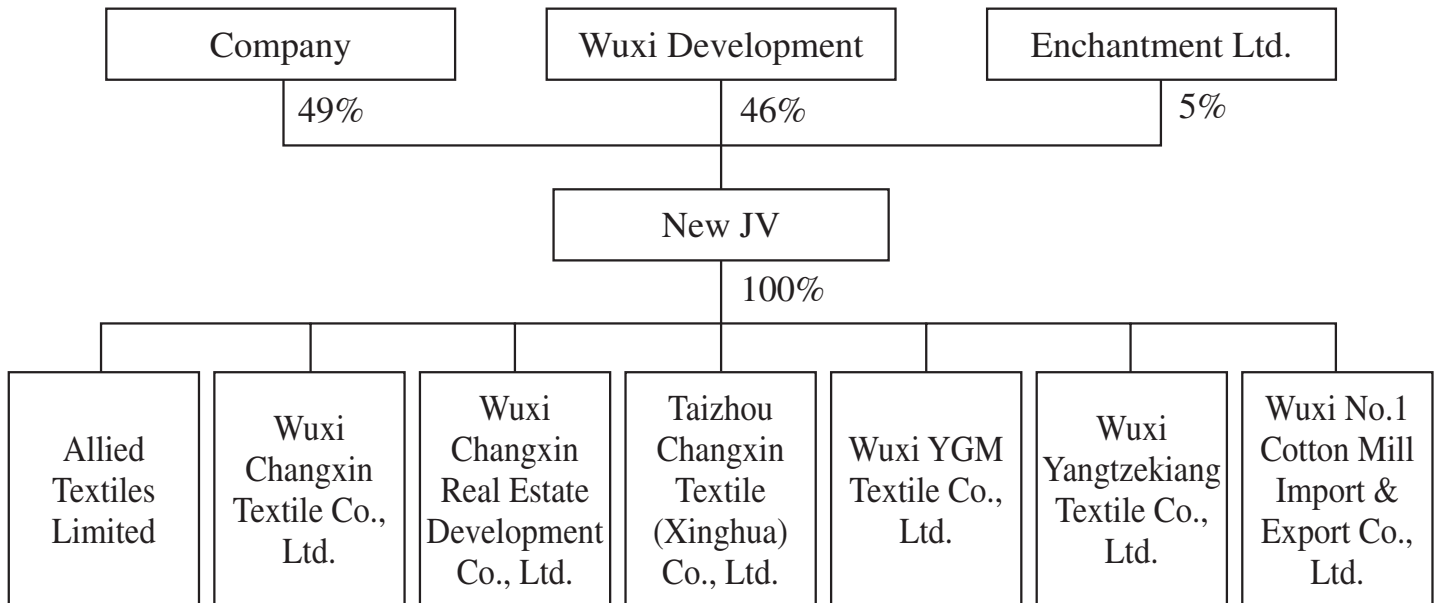 Company
Wuxi Development
Enchantment Ltd.
49%
46%
5%
New JV
100%
Allied
Textiles
Limited
Wuxi
Changxin
Textile Co.,
Ltd.
Wuxi
Changxin
Real Estate
Development
Co., Ltd.
Taizhou
Changxin
Textile
(Xinghua)
Co., Ltd.
Wuxi YGM
Textile Co.,
Ltd.
Wuxi
Yangtzekiang
Textile Co.,
Ltd.
Wuxi No.1
Cotton Mill
Import &
Export Co.,
Ltd.